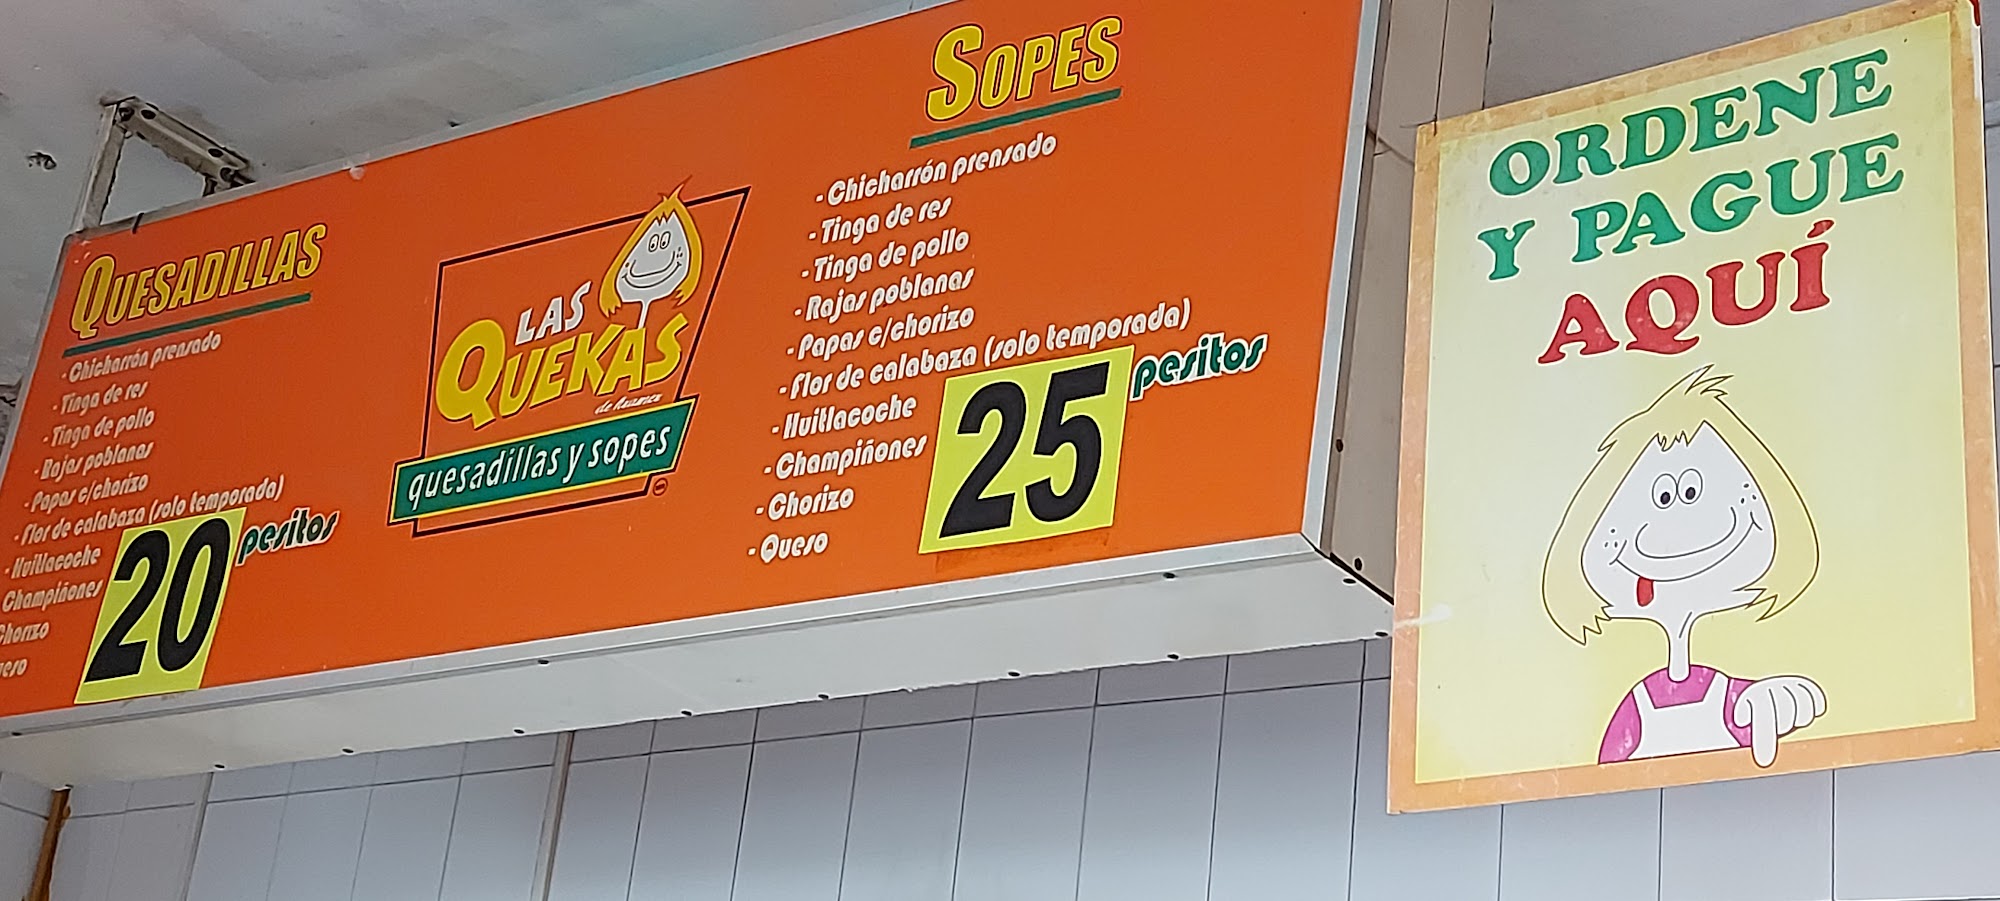 QUESADILLAS
- Chicharrón prensado
- Tinga de res
- Tinga de pollo
- Rajas poblanas
- Papas c/chorizo
- Flor de calabaza (solo temporada)
- Huitlacoche
Champiñones
Chorizo
20 pesitos
LAS
QUEKAS
quesadillas y sopes
SOPES
- Chicharrón prensado
- Tinga de res
- Tinga de pollo
- Rajas poblanas
- Papas c/chorizo
- Flor de calabaza (solo temporada)
- Huitlacoche
- Champiñones
- Chorizo
- Queso
25 pesitos
ORDENE
Y PAGUE
AQUÍ